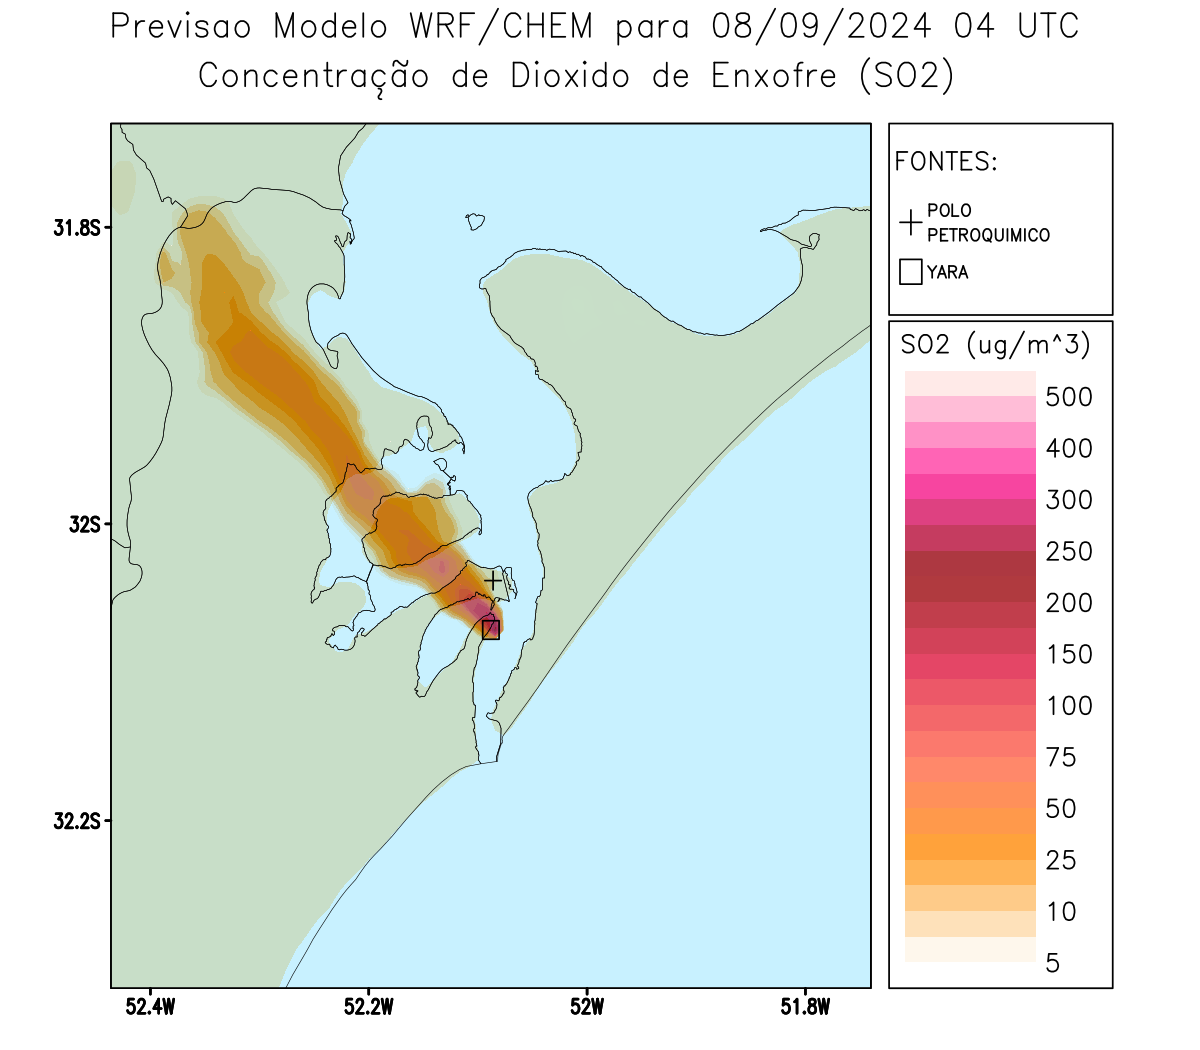 Previsao Modelo WRF/CHEM para 08/09/2024 04 UTC
Concentração de Dioxido de Enxofre (SO2)
FONTES:
POLO
PETROQUIMICO
YARA
SO2 (ug/m^3)
500
400
300
250
200
150
100
75
50
25
10
5
31.8S
32S
32.2S
52.4W
52.2W
52W
51.8W